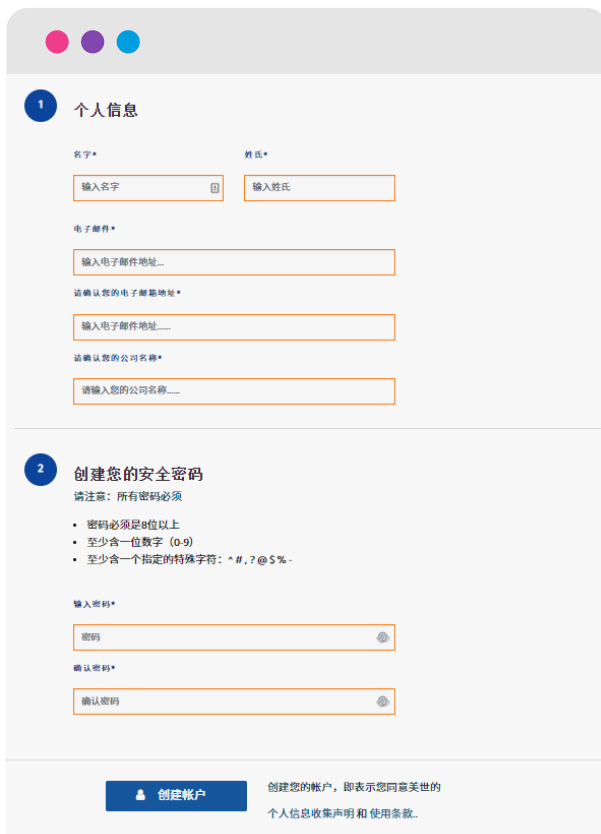 1
个人信息
名字* 姓氏*
输入名字 输入姓氏
电子邮件*
输入电子邮件地址...
请确认您的电子邮箱地址*
输入电子邮件地址......
请确认您的公司名称*
请输入您的公司名称......
2
创建您的安全密码
请注意：所有密码必须
• 密码必须是8位以上
• 至少含一位数字（0-9）
• 至少含一个指定的特殊字符：^ # , ? @ $ % -
输入密码*
密码
确认密码*
确认密码
创建帐户
创建您的帐户，即表示您同意美世的
个人信息收集声明 和 使用条款..